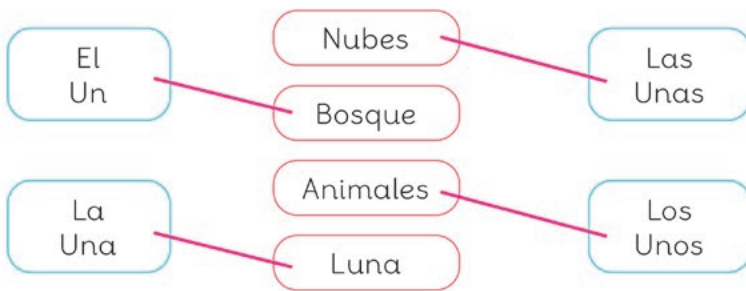 El
Un
Nubes
Las
Unas
Bosque
Animales
La
Una
Los
Unos
Luna